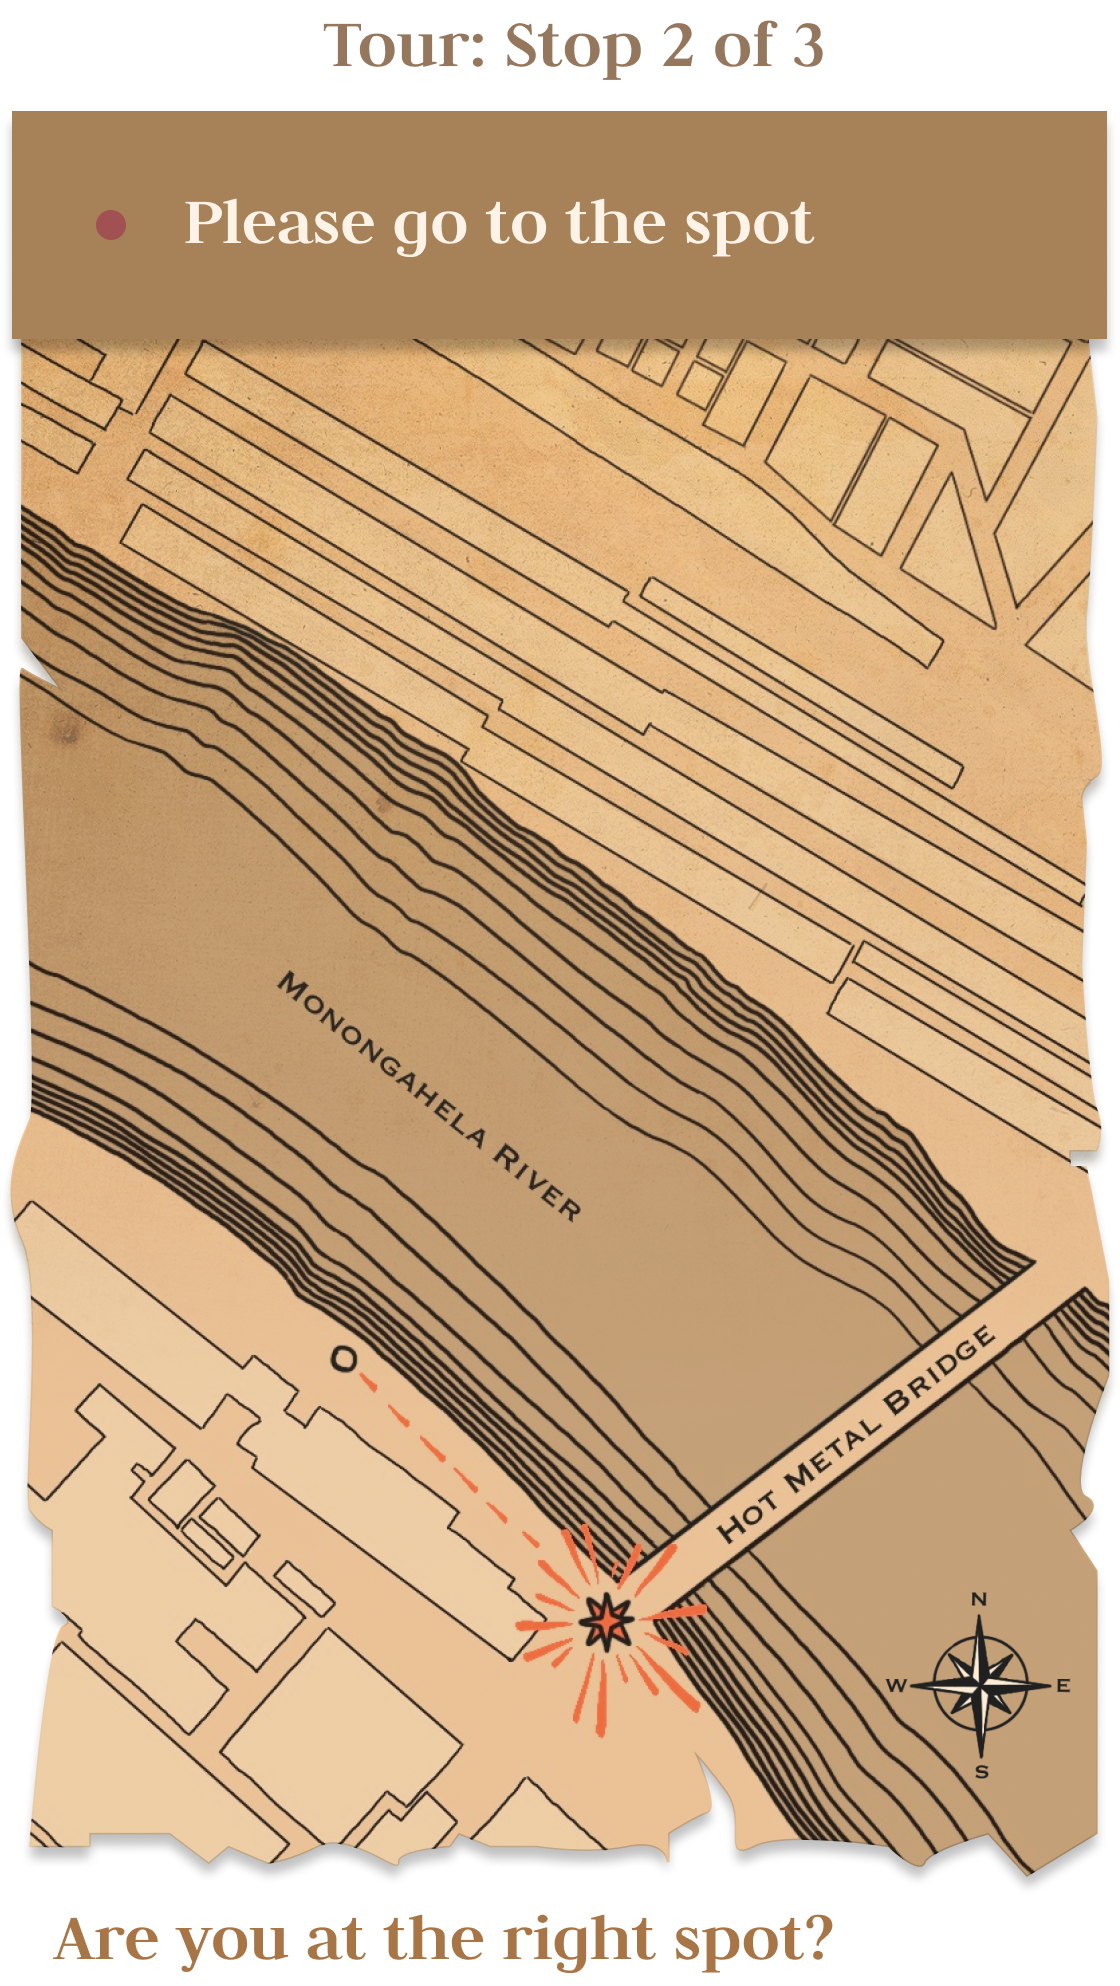 Tour: Stop 2 of 3
Please go to the spot
Monongahela River
Hot Metal Bridge
N
W
E
S
Are you at the right spot?